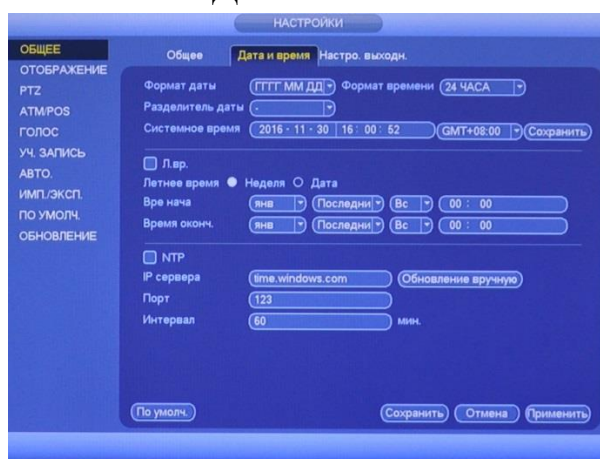 НАСТРОЙКИ
ОБЩЕЕ
ОТОБРАЖЕНИЕ
PTZ
ATM/POS
ГОЛОС
УЧ. ЗАПИСЬ
АВТО.
ИМП./ЭКСП.
ПО УМОЛЧ.
ОБНОВЛЕНИЕ
Общее Дата и время Настро. выходн.
Формат даты ГГГГ ММ ДД Формат времени 24 ЧАСА
Разделитель даты -
Системное время 2016 - 11 - 30 16 : 00 : 52 GMT+08:00 Сохранить
Л.вр.
Летнее время Неделя Дата
Вре нача янв Последни Вс 00 : 00
Время оконч. янв Последни Вс 00 : 00
NTP
IP сервера time.windows.com Обновление вручную
Порт 123
Интервал 60 мин.
По умолч. Сохранить Отмена Применить